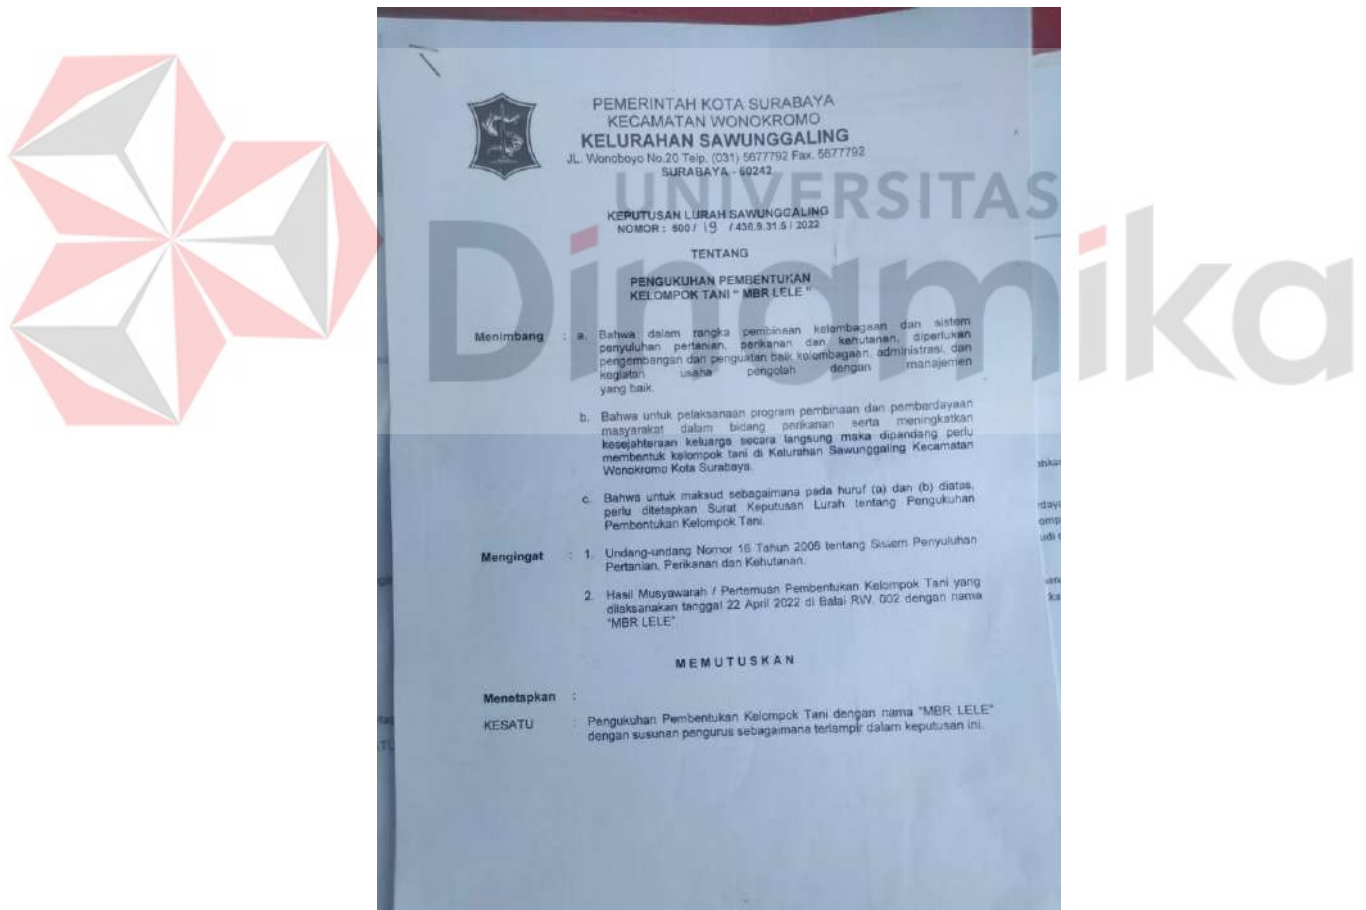 PEMERINTAH KOTA SURABAYA
KECAMATAN WONOKROMO
KELURAHAN SAWUNGGALING
JL. Wonoboyo No.20 Telp. (031) 5677792 Fax. 5677792
SURABAYA - 60242
UNIVERSITAS
Dinamika
KEPUTUSAN LURAH SAWUNGGALING
NOMOR : 500 / 19 / 436.9.31.5 / 2022
TENTANG
PENGUKUHAN PEMBENTUKAN
KELOMPOK TANI " MBR LELE "
Menimbang : a. Bahwa dalam rangka pembinaan kelembagaan dan sistem
penyuluhan pertanian, perikanan dan kehutanan, diperlukan
pengembangan dan penguatan baik kelembagaan, administrasi, dan
kegiatan usaha pengolah dengan manajemen
yang baik.
b. Bahwa untuk pelaksanaan program pembinaan dan pemberdayaan
masyarakat dalam bidang perikanan serta meningkatkan
kesejahteraan keluarga secara langsung maka dipandang perlu
membentuk kelompok tani di Kelurahan Sawunggaling Kecamatan
Wonokromo Kota Surabaya.
c. Bahwa untuk maksud sebagaimana pada huruf (a) dan (b) diatas,
perlu ditetapkan Surat Keputusan Lurah tentang Pengukuhan
Pembentukan Kelompok Tani.
Mengingat : 1. Undang-undang Nomor 16 Tahun 2006 tentang Sistem Penyuluhan
Pertanian, Perikanan dan Kehutanan.
2. Hasil Musyawarah / Pertemuan Pembentukan Kelompok Tani yang
dilaksanakan tanggal 22 April 2022 di Balai RW. 002 dengan nama
"MBR LELE".
M E M U T U S K A N
Menetapkan :
KESATU : Pengukuhan Pembentukan Kelompok Tani dengan nama "MBR LELE"
dengan susunan pengurus sebagaimana terlampir dalam keputusan ini.